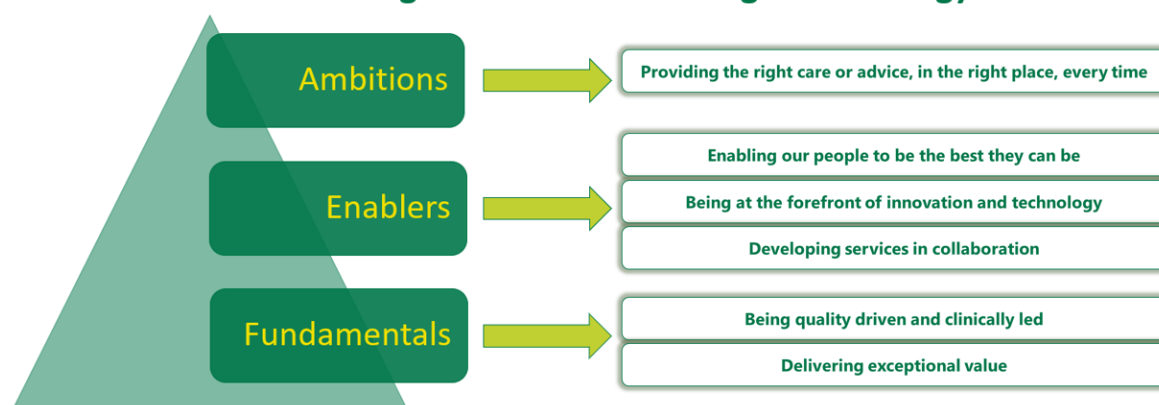 Ambitions
Providing the right care or advice, in the right place, every time
Enablers
Enabling our people to be the best they can be
Being at the forefront of innovation and technology
Developing services in collaboration
Fundamentals
Being quality driven and clinically led
Delivering exceptional value